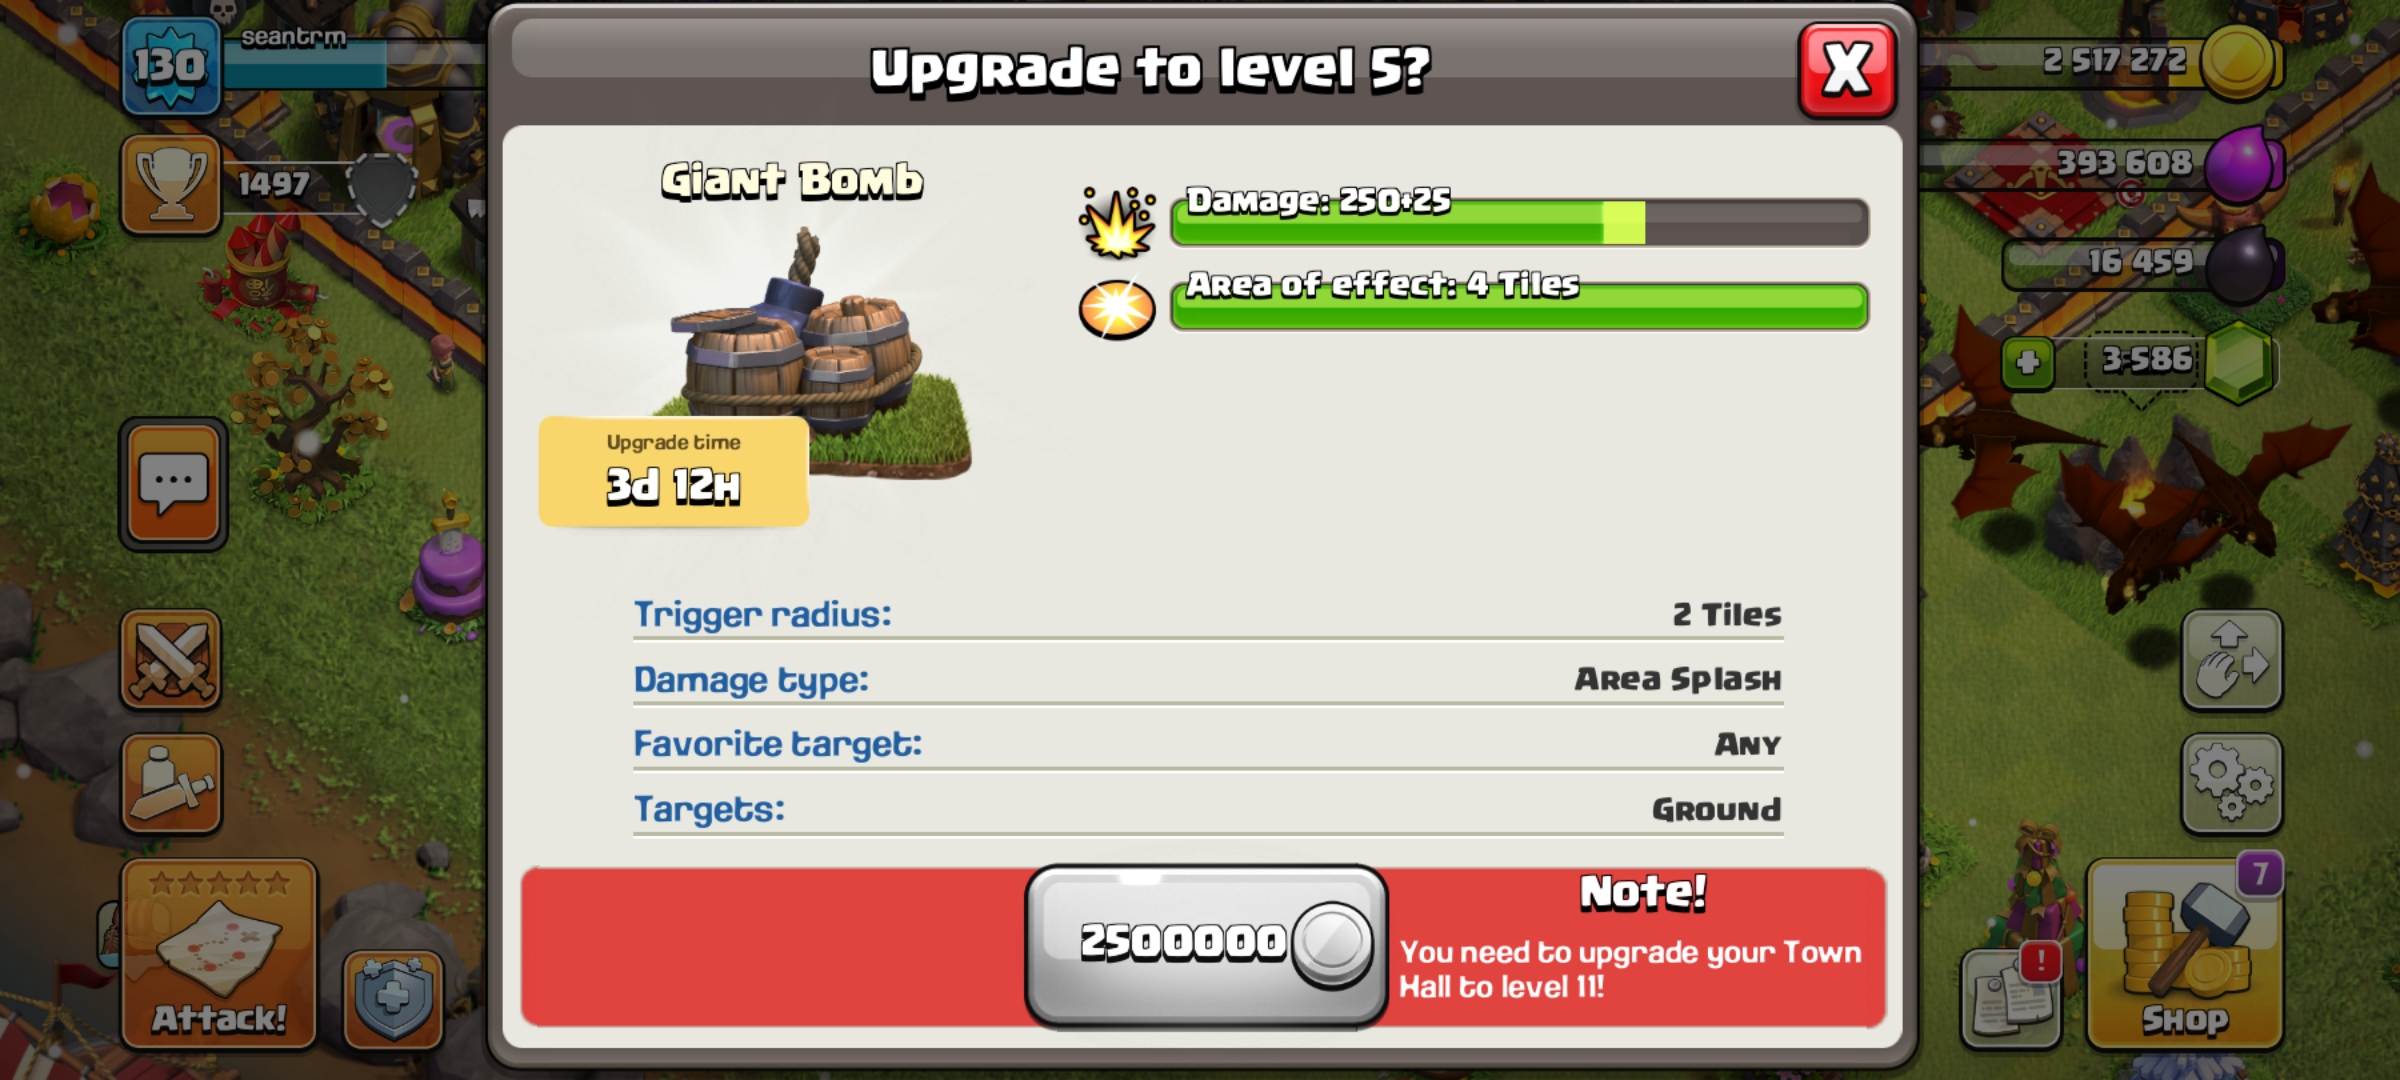 130
seantrm
1497
Attack!
Upgrade to level 5?
X
Giant Bomb
Upgrade time
3d 12H
Damage: 250+25
Area of effect: 4 Tiles
Trigger radius: 2 Tiles
Damage type: Area Splash
Favorite target: Any
Targets: Ground
2500000
Note!
You need to upgrade your Town
Hall to level 11!
2 517 272
393 608
16 459
+ 3 586
7
!
Shop